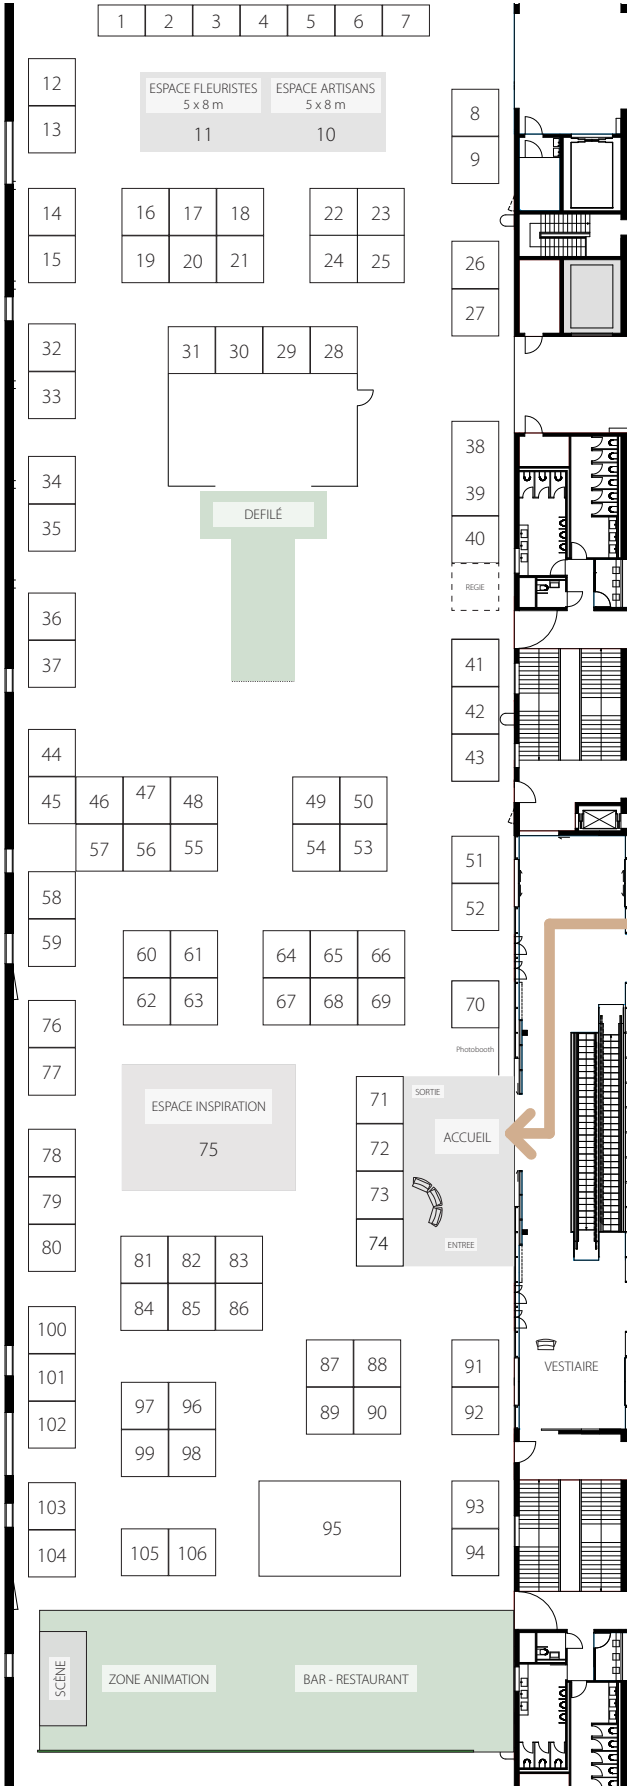 1 2 3 4 5 6 7
12
13
ESPACE FLEURISTES
5 x 8 m
11
ESPACE ARTISANS
5 x 8 m
10
8
9
14
15
16 17 18
19 20 21
22 23
24 25
26
27
31 30 29 28
32
33
34
35
38
39
40
REGIE
DEFILÉ
36
37
41
42
43
44
45 46 47 48
57 56 55
49 50
54 53
51
52
58
59
60 61
62 63
64 65 66
67 68 69
70
Photobooth
76
77
ESPACE INSPIRATION
75
71
72
73
74
SORTIE
ACCUEIL
ENTREE
78
79
80
81 82 83
84 85 86
100
101
102
87 88
89 90
91
92
VESTIAIRE
97 96
99 98
103
104
105 106
95
93
94
SCÈNE
ZONE ANIMATION
BAR - RESTAURANT